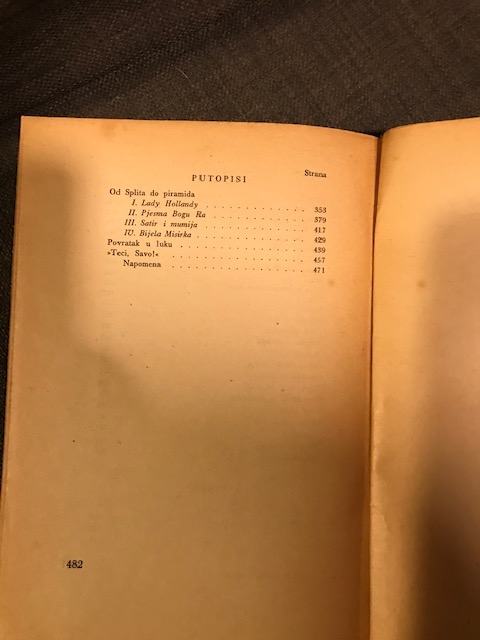 PUTOPISI
Strana
Od Splita do piramida
I. Lady Hollandy . . . . . . . . . . . . 353
II. Pjesma Bogu Ra . . . . . . . . . . . 379
III. Satir i mumija . . . . . . . . . . . . 417
IV. Bijela Misirka . . . . . . . . . . . . 429
Povratak u luku . . . . . . . . . . . . . . 439
»Teci, Savo!« . . . . . . . . . . . . . . . 457
Napomena . . . . . . . . . . . . . . . 471
482